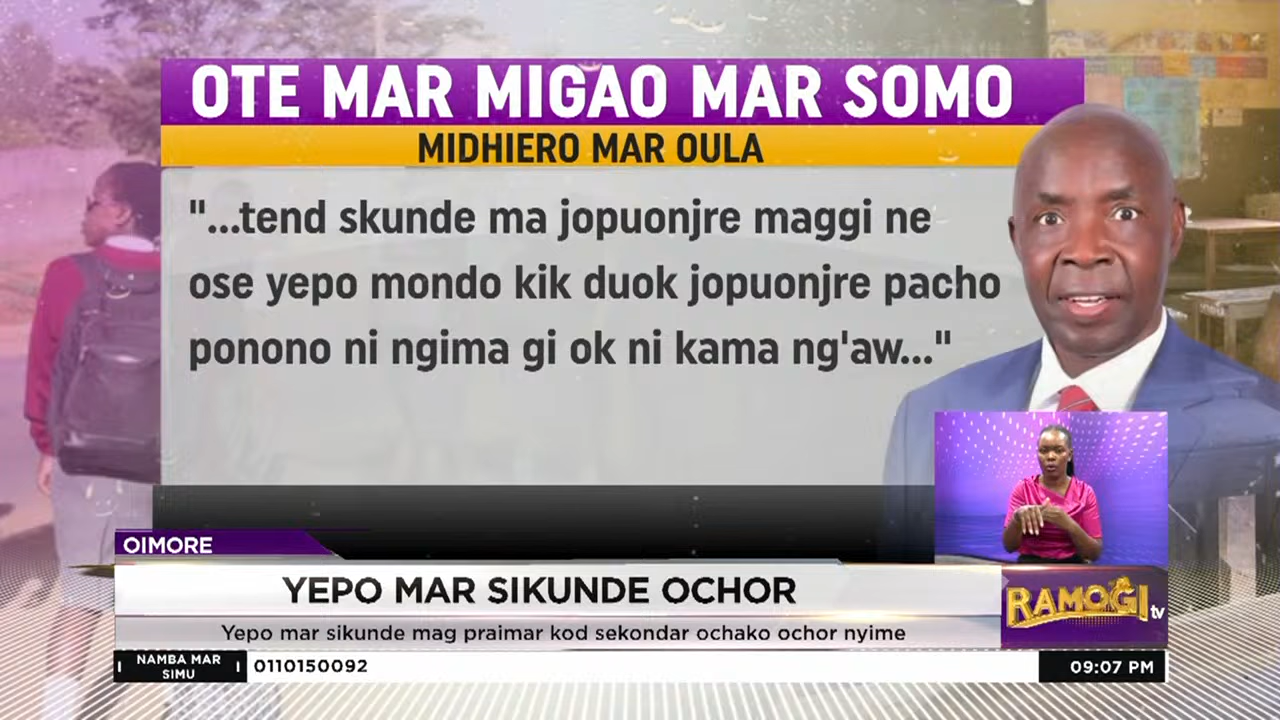 OTE MAR MIGAO MAR SOMO
MIDHIERO MAR OULA
"...tend skunde ma jopuonjre maggi ne
ose yepo mondo kik duok jopuonjre pacho
ponono ni ngima gi ok ni kama ng'aw..."
OIMORE
YEPO MAR SIKUNDE OCHOR
Yepo mar sikunde mag praimar kod sekondar ochako ochor nyime
RAMOGI tv
NAMBA MAR
SIMU
0110150092
09:07 PM